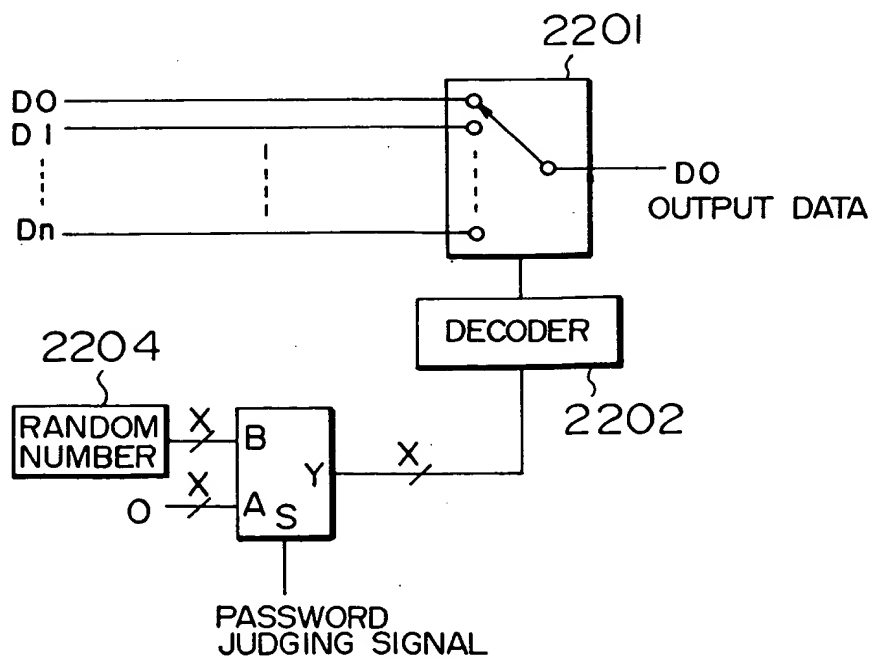 2201
D0
D1
Dn
D0
OUTPUT DATA
DECODER
2204
2202
RANDOM
NUMBER
X
B
X
Y
X
0
A
S
PASSWORD
JUDGING SIGNAL